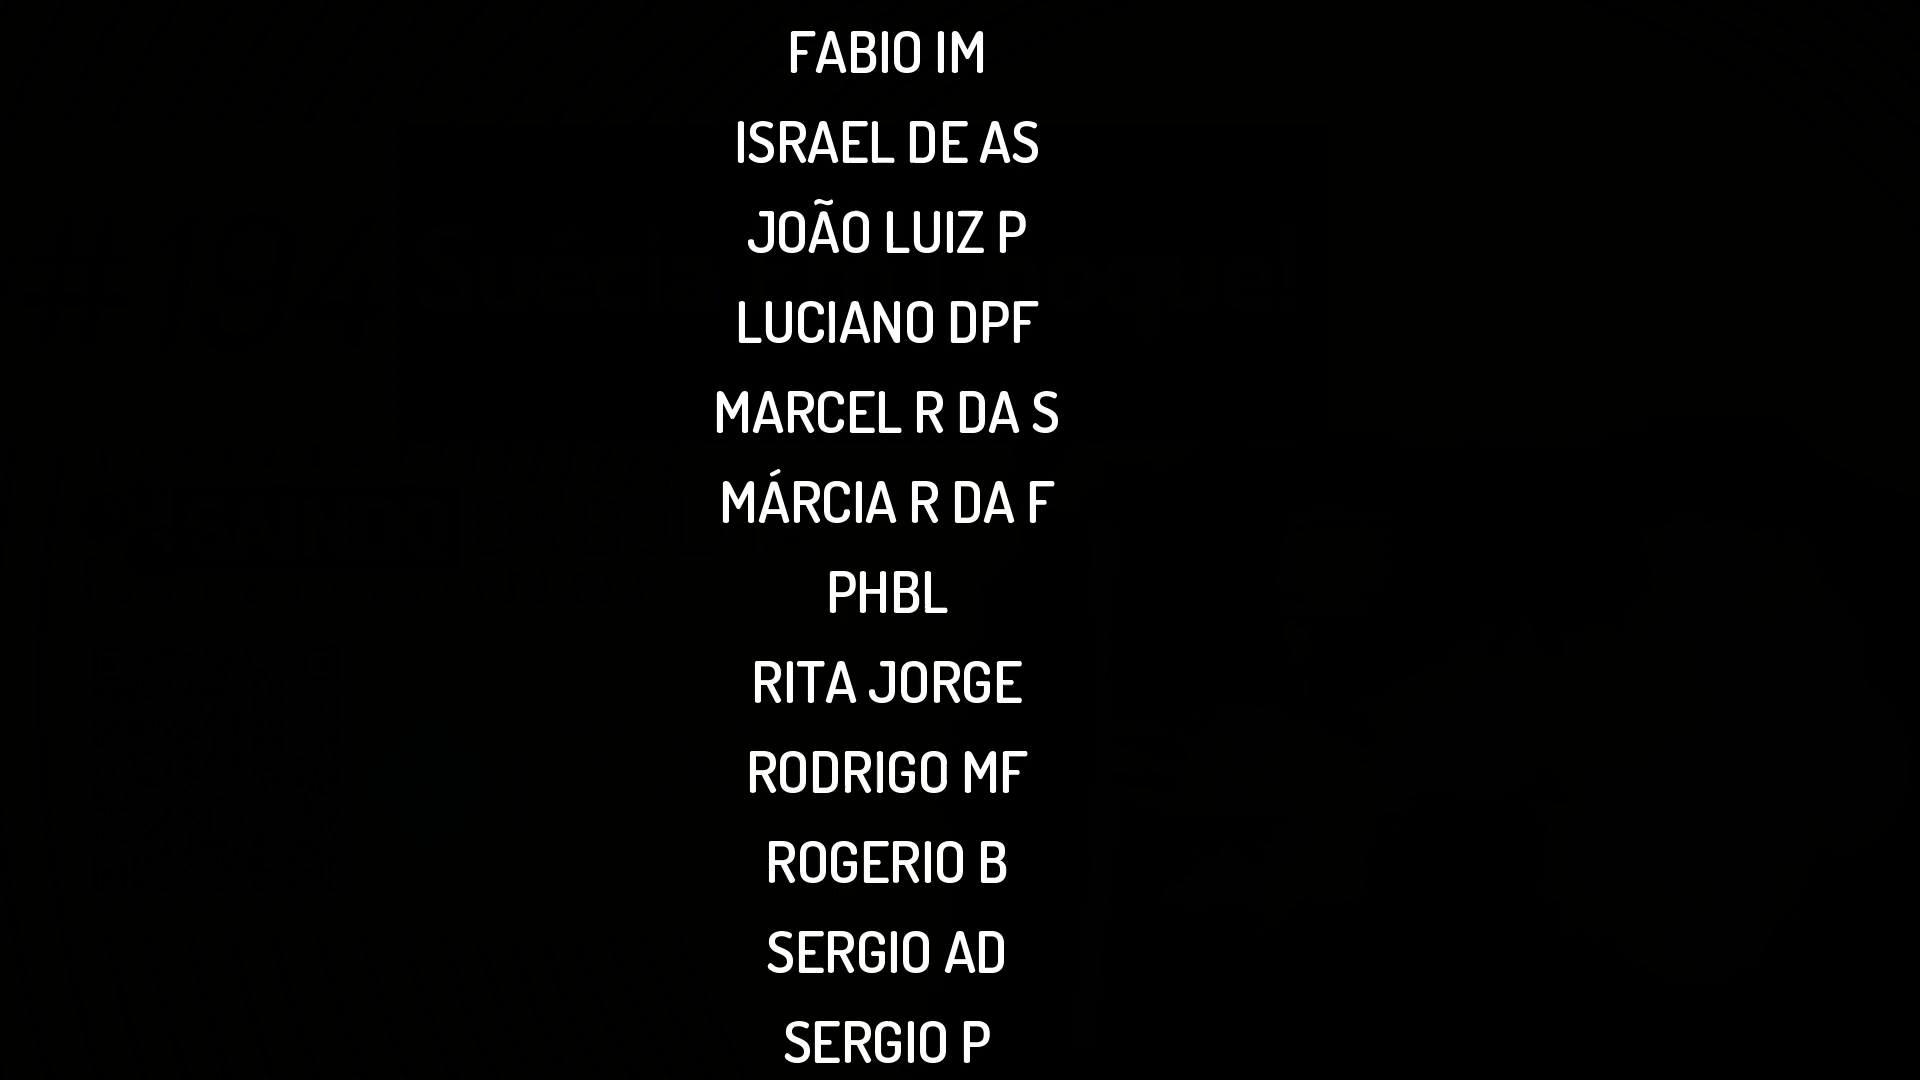 FABIO IM
ISRAEL DE AS
JOÃO LUIZ P
LUCIANO DPF
MARCEL R DA S
MÁRCIA R DA F
PHBL
RITA JORGE
RODRIGO MF
ROGERIO B
SERGIO AD
SERGIO P